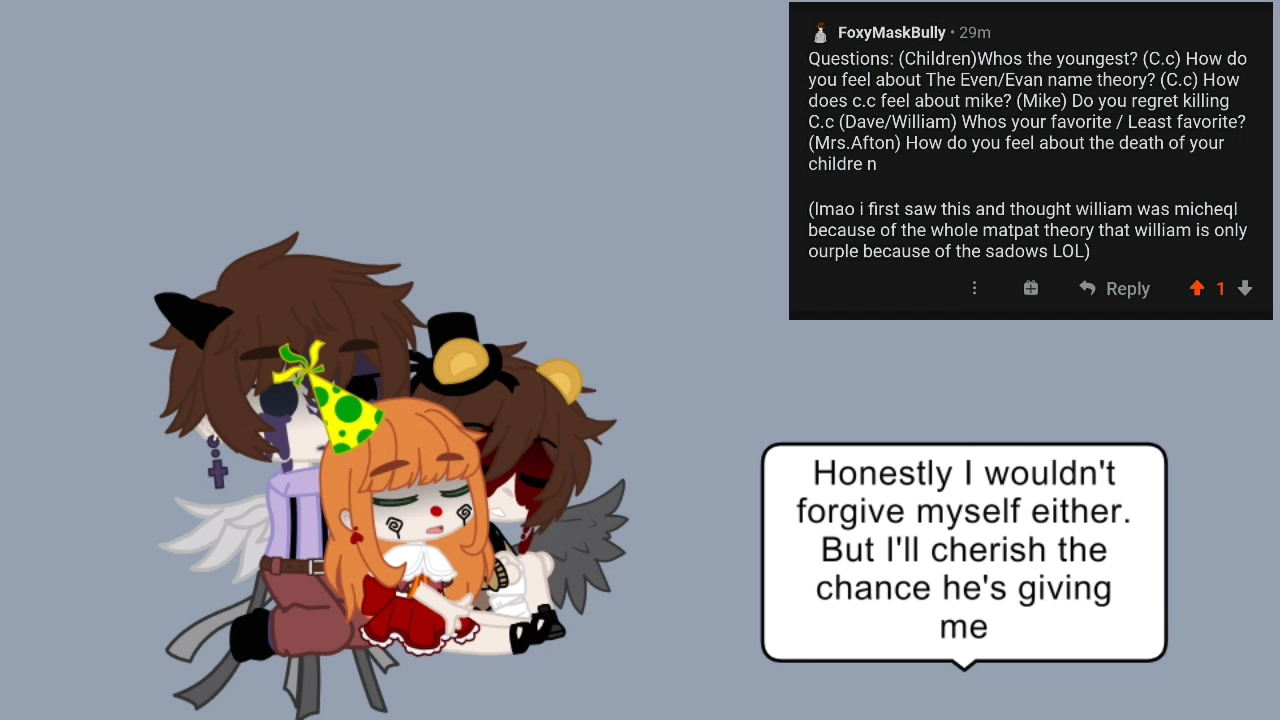 FoxyMaskBully · 29m
Questions: (Children)Whos the youngest? (C.c) How do
you feel about The Even/Evan name theory? (C.c) How
does c.c feel about mike? (Mike) Do you regret killing
C.c (Dave/William) Whos your favorite / Least favorite?
(Mrs.Afton) How do you feel about the death of your
childre n
(lmao i first saw this and thought william was micheql
because of the whole matpat theory that william is only
ourple because of the sadows LOL)
Reply 1
Honestly I wouldn't
forgive myself either.
But I'll cherish the
chance he's giving
me